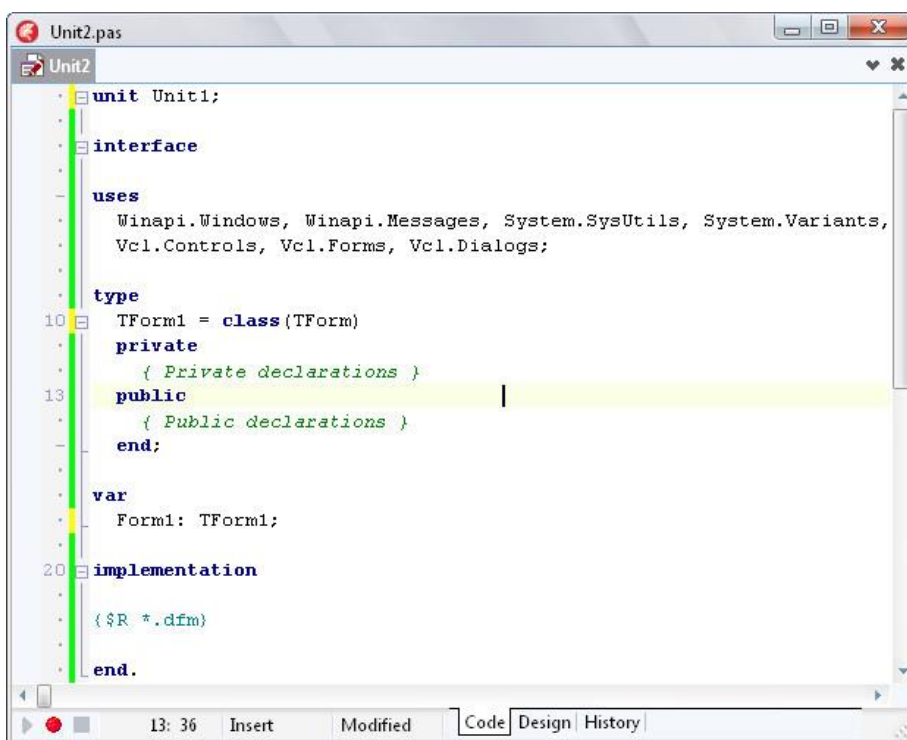 Unit2.pas
Unit2
unit Unit1;
interface
uses
Winapi.Windows, Winapi.Messages, System.SysUtils, System.Variants,
Vcl.Controls, Vcl.Forms, Vcl.Dialogs;
type
10 TForm1 = class(TForm)
private
{ Private declarations }
13 public
{ Public declarations }
end;
var
Form1: TForm1;
20 implementation
{$R *.dfm}
end.
13: 36 Insert Modified Code Design History